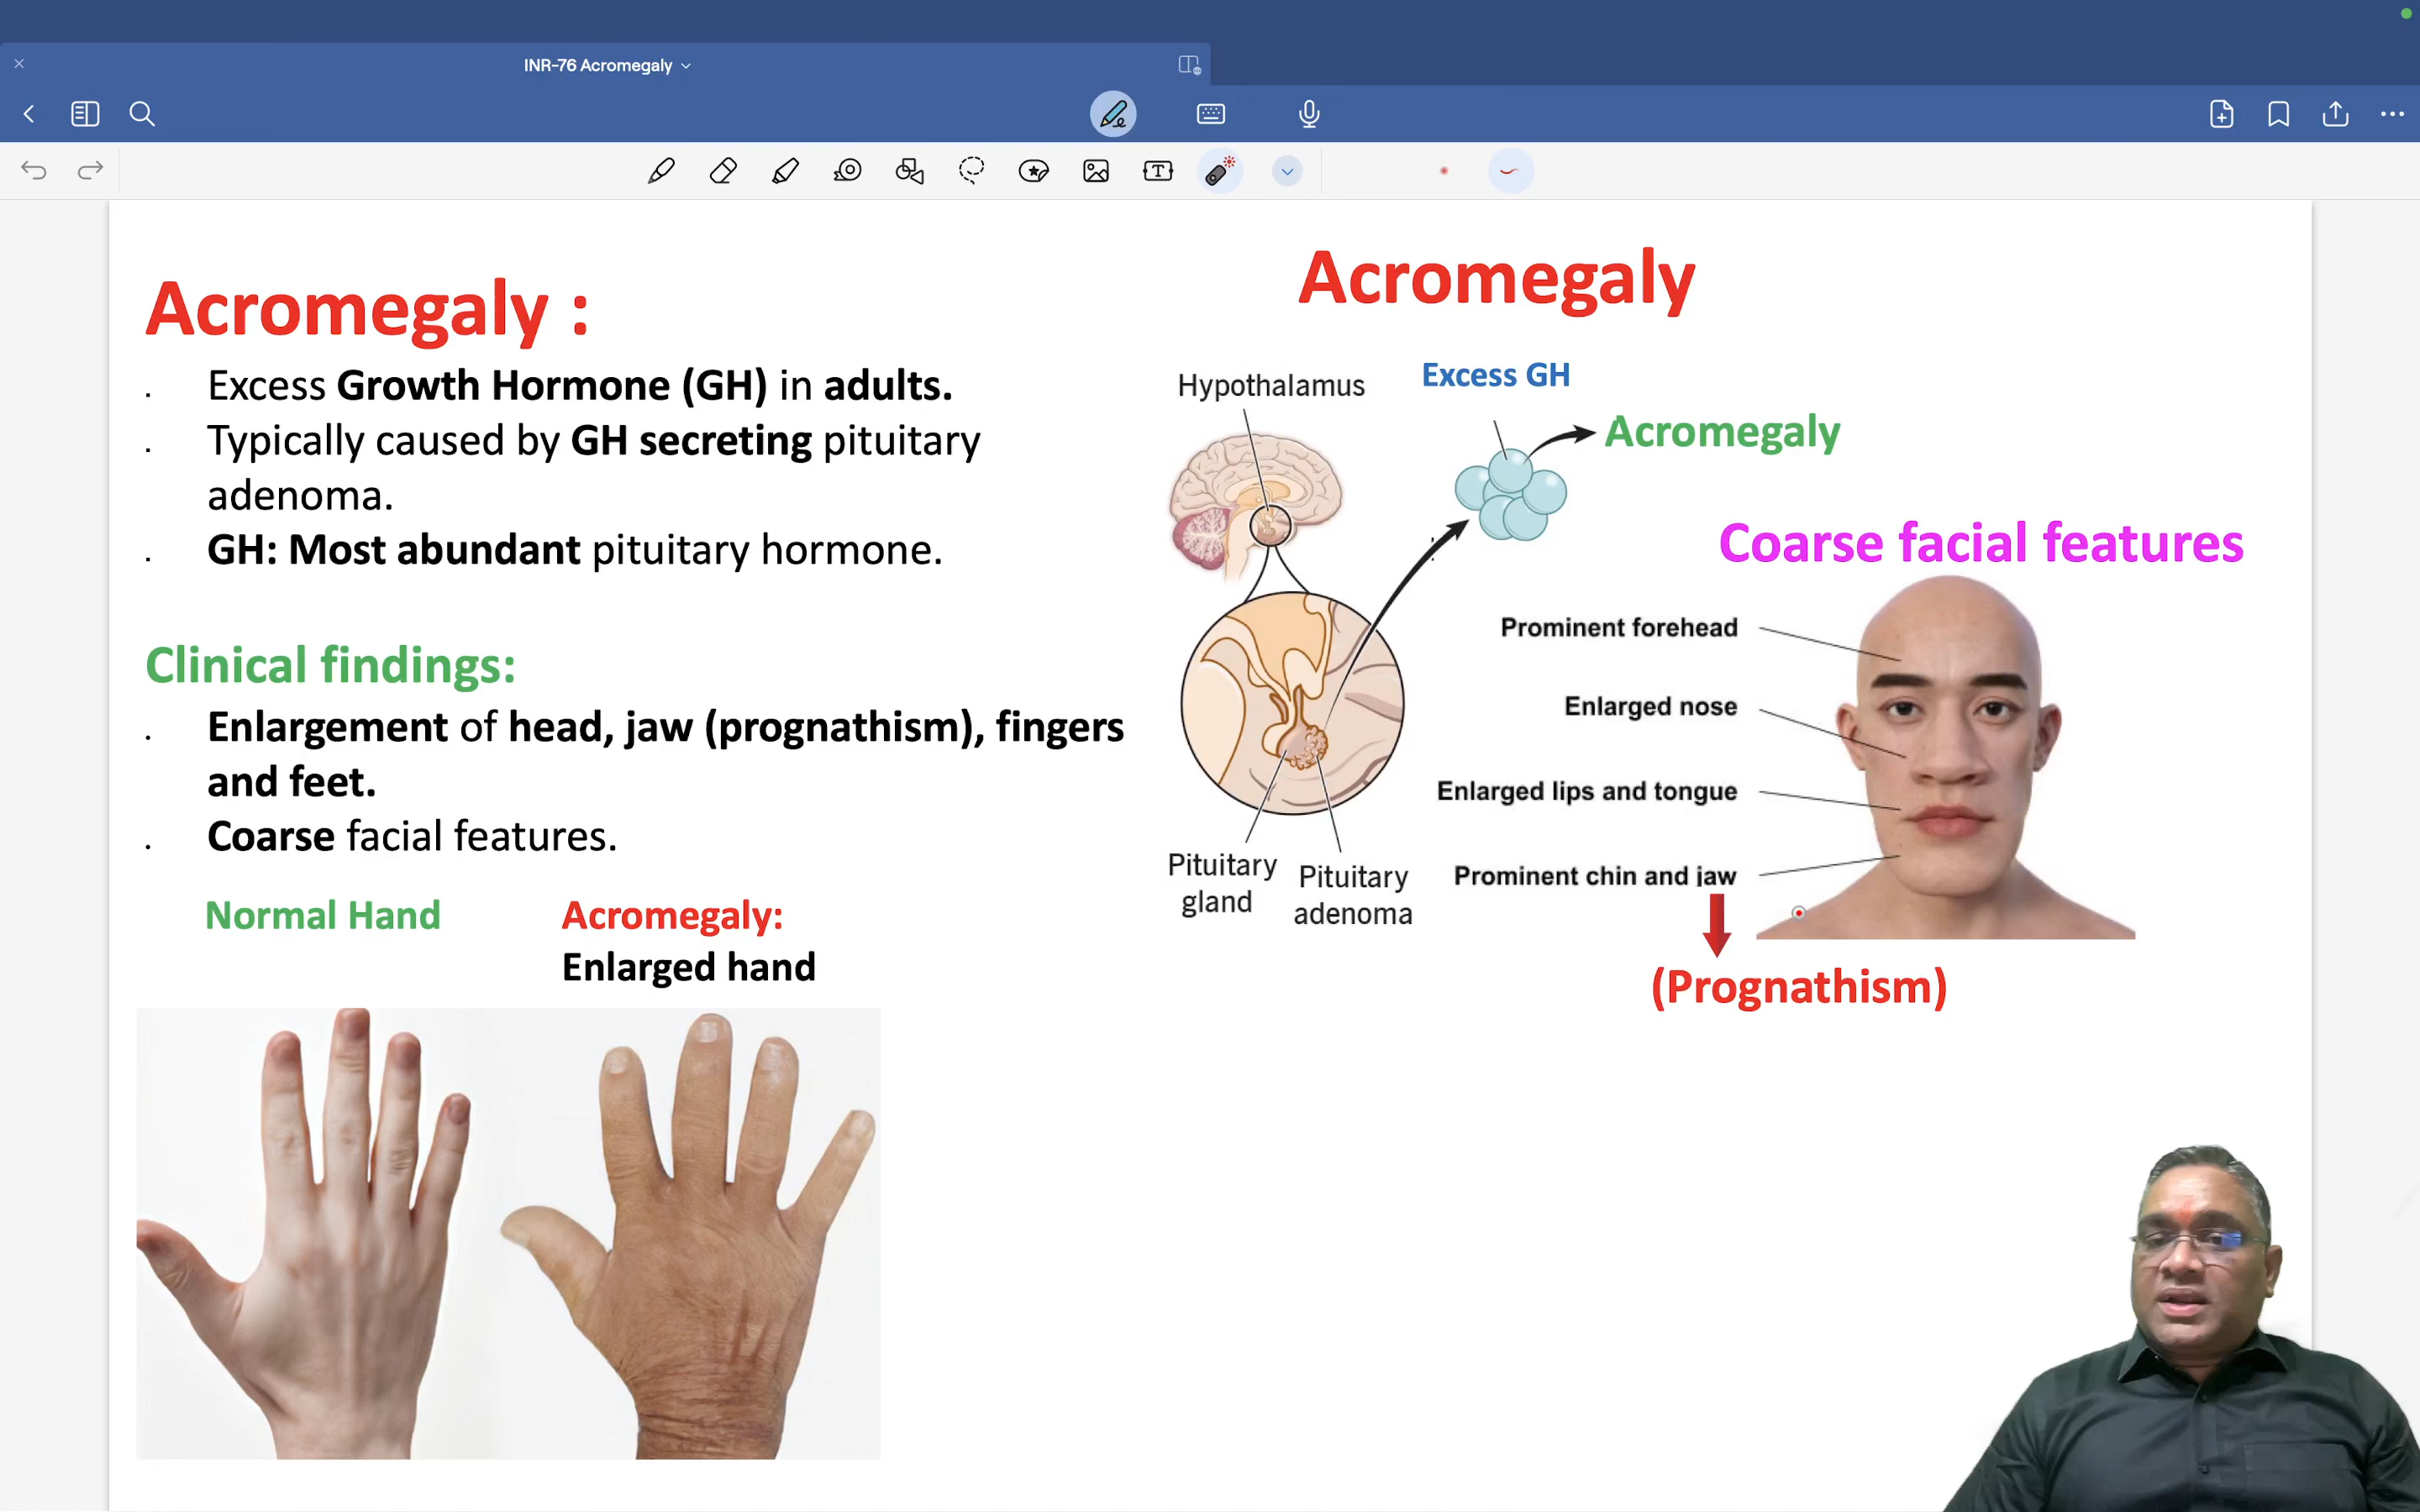 INR-76 Acromegaly
Acromegaly :
. Excess Growth Hormone (GH) in adults.
. Typically caused by GH secreting pituitary
adenoma.
. GH: Most abundant pituitary hormone.
Clinical findings:
. Enlargement of head, jaw (prognathism), fingers
and feet.
. Coarse facial features.
Normal Hand
Acromegaly:
Enlarged hand
Acromegaly
Hypothalamus
Excess GH
Acromegaly
Pituitary
gland
Pituitary
adenoma
Coarse facial features
Prominent forehead
Enlarged nose
Enlarged lips and tongue
Prominent chin and jaw
(Prognathism)